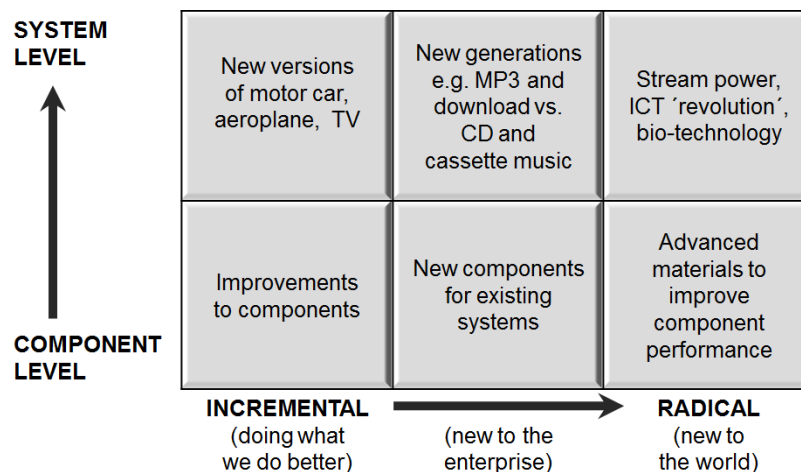 SYSTEM
LEVEL
New versions
of motor car,
aeroplane, TV
New generations
e.g. MP3 and
download vs.
CD and
cassette music
Stream power,
ICT ´revolution´,
bio-technology
COMPONENT
LEVEL
Improvements
to components
New components
for existing
systems
Advanced
materials to
improve
component
performance
INCREMENTAL
(doing what
we do better)
(new to the
enterprise)
RADICAL
(new to
the world)